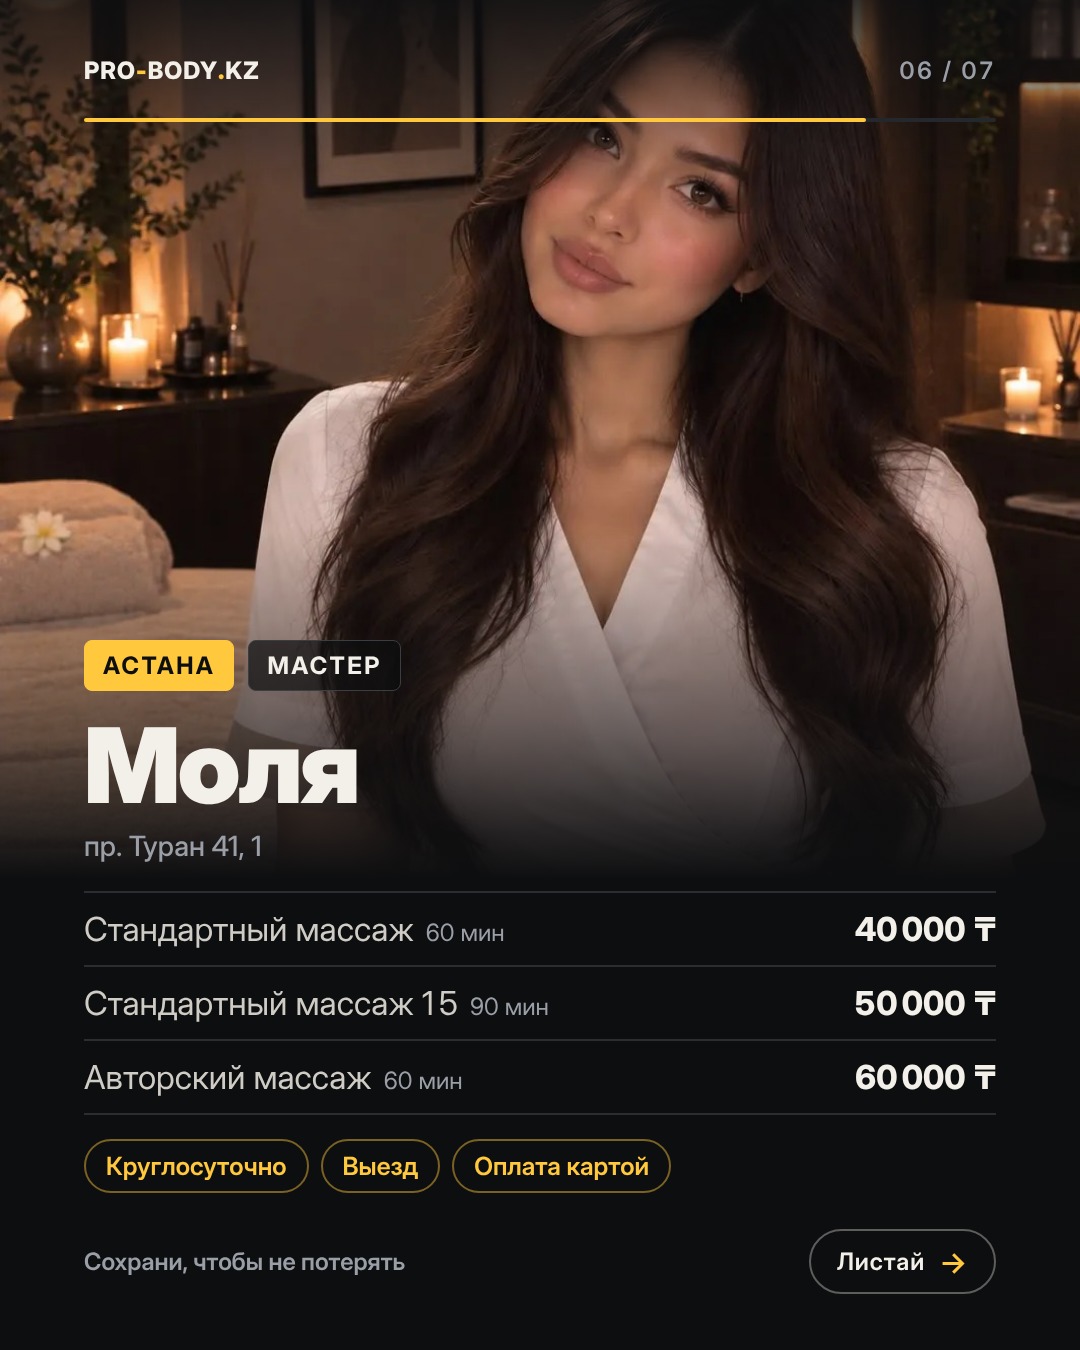 PRO-BODY.KZ
06 / 07
АСТАНА
МАСТЕР
Моля
пр. Туран 41, 1
Стандартный массаж 60 мин 40 000 ₸
Стандартный массаж 15 90 мин 50 000 ₸
Авторский массаж 60 мин 60 000 ₸
Круглосуточно
Выезд
Оплата картой
Сохрани, чтобы не потерять
Листай →